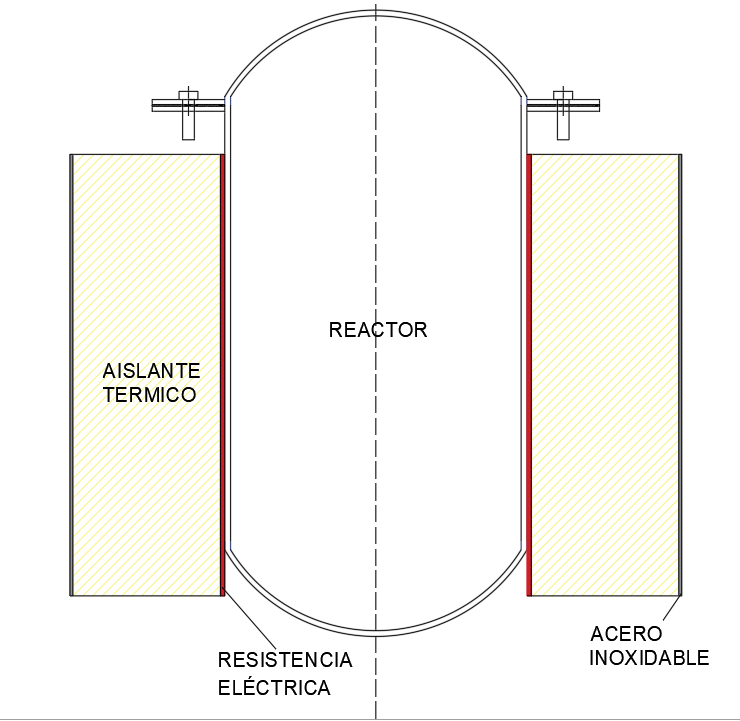 REACTOR
AISLANTE
TERMICO
RESISTENCIA
ELÉCTRICA
ACERO
INOXIDABLE